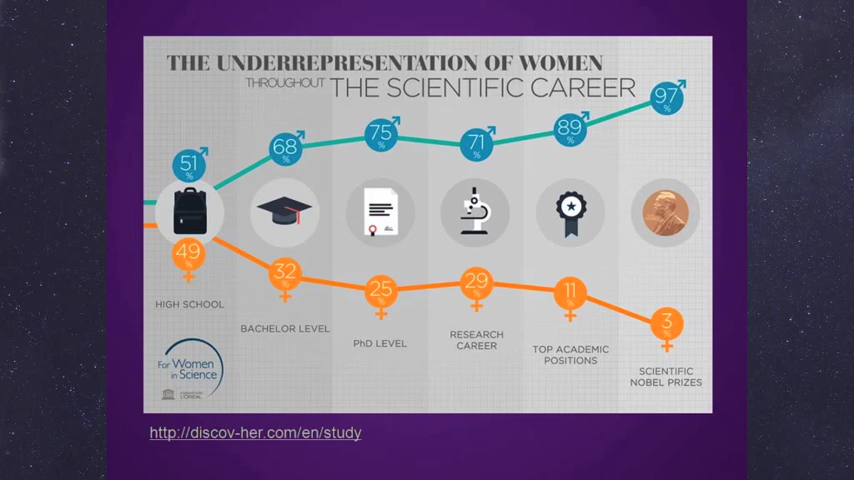 THE UNDERREPRESENTATION OF WOMEN
THROUGHOUT THE SCIENTIFIC CAREER
51
%
68
%
75
%
71
%
89
%
97
%
49
%
32
%
25
%
29
%
11
%
3
%
HIGH SCHOOL
BACHELOR LEVEL
PhD LEVEL
RESEARCH
CAREER
TOP ACADEMIC
POSITIONS
SCIENTIFIC
NOBEL PRIZES
For Women
in Science
L'ORÉAL
http://discov-her.com/en/study